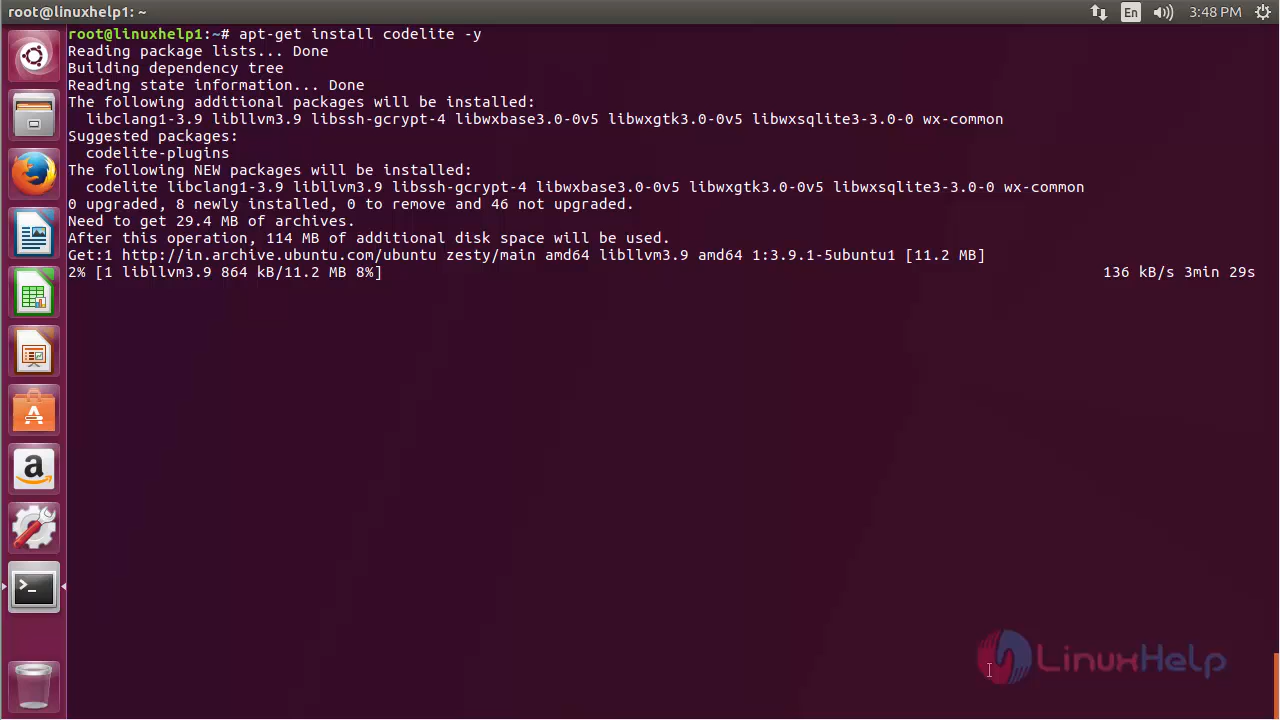 root@linuxhelp1: ~
En
3:48 PM
root@linuxhelp1:~# apt-get install codelite -y
Reading package lists... Done
Building dependency tree
Reading state information... Done
The following additional packages will be installed:
libclang1-3.9 libllvm3.9 libssh-gcrypt-4 libwxbase3.0-0v5 libwxgtk3.0-0v5 libwxsqlite3-3.0-0 wx-common
Suggested packages:
codelite-plugins
The following NEW packages will be installed:
codelite libclang1-3.9 libllvm3.9 libssh-gcrypt-4 libwxbase3.0-0v5 libwxgtk3.0-0v5 libwxsqlite3-3.0-0 wx-common
0 upgraded, 8 newly installed, 0 to remove and 46 not upgraded.
Need to get 29.4 MB of archives.
After this operation, 114 MB of additional disk space will be used.
Get:1 http://in.archive.ubuntu.com/ubuntu zesty/main amd64 libllvm3.9 amd64 1:3.9.1-5ubuntu1 [11.2 MB]
2% [1 libllvm3.9 864 kB/11.2 MB 8%] 136 kB/s 3min 29s
LinuxHelp